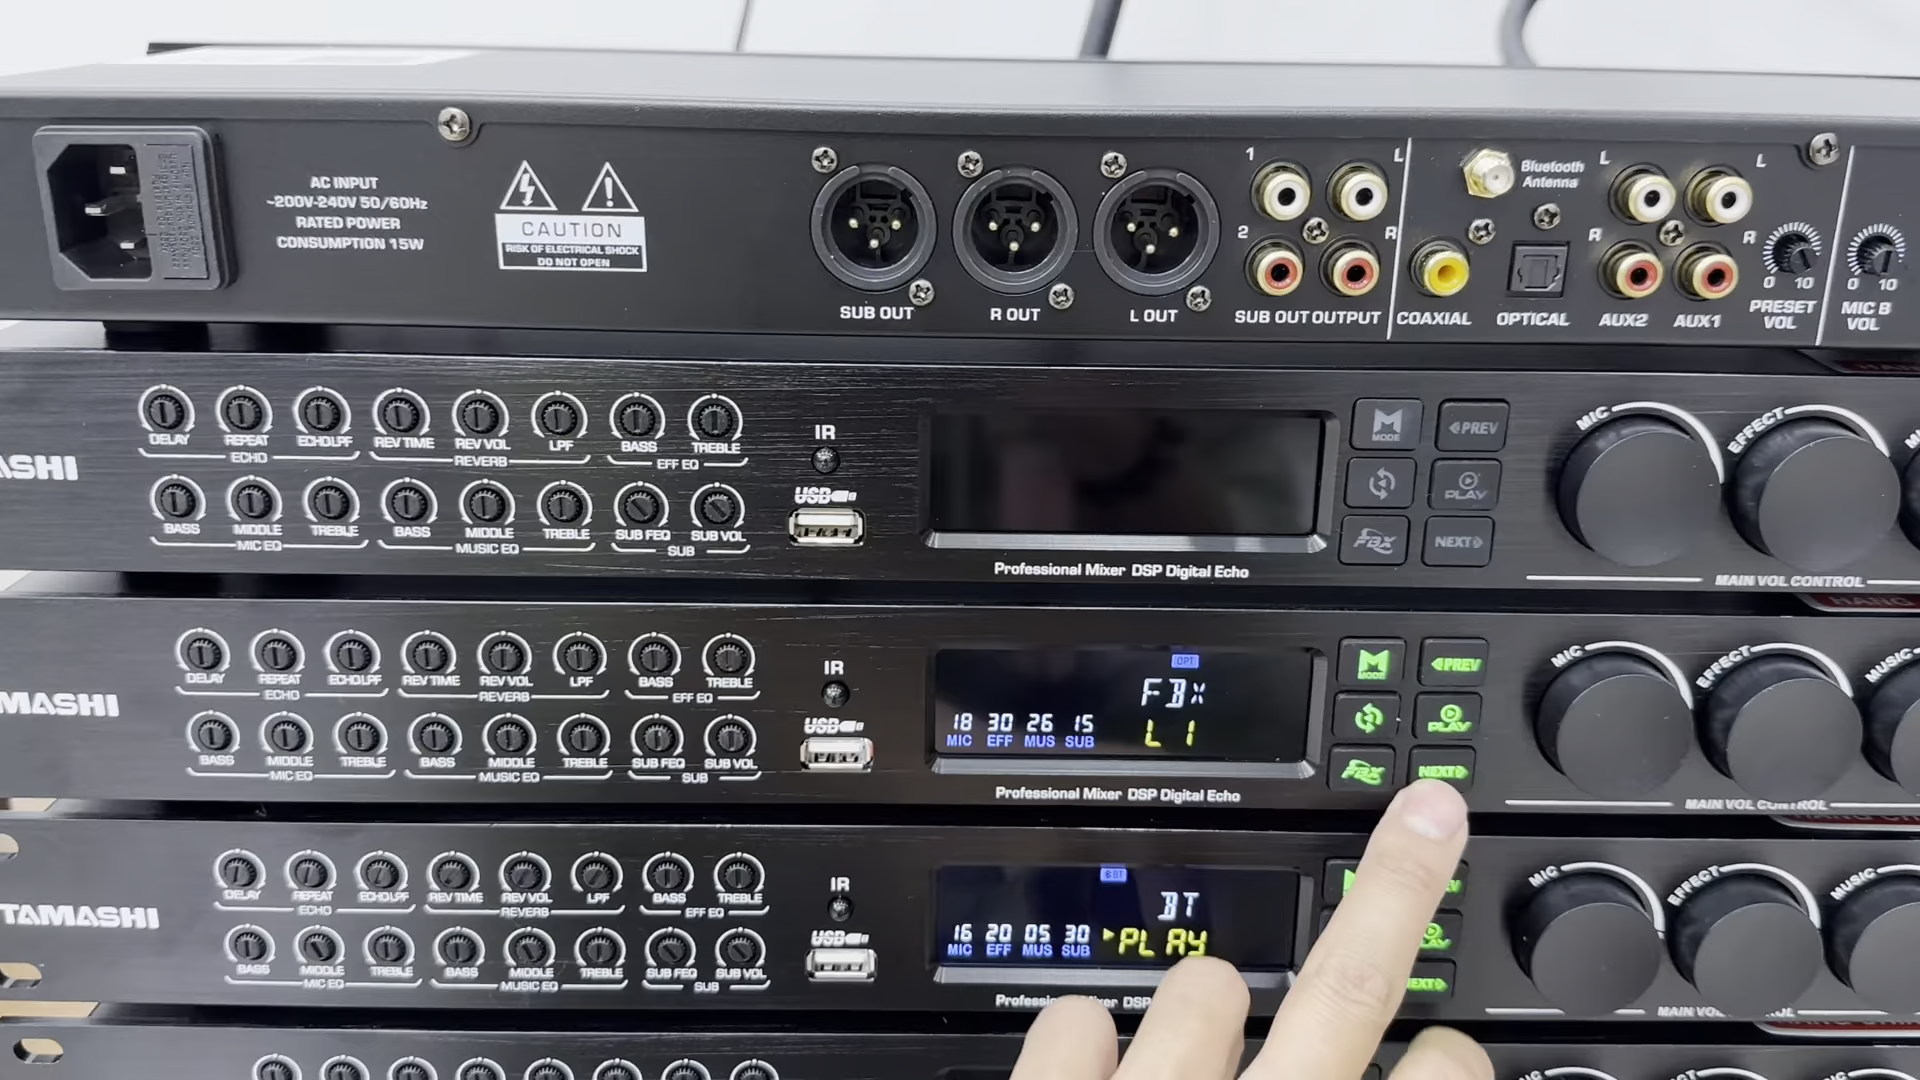 AC INPUT
~200V-240V 50/60Hz
RATED POWER
CONSUMPTION 15W
CAUTION
RISK OF ELECTRICAL SHOCK
DO NOT OPEN
SUB OUT
R OUT
L OUT
1 L
2 R
SUB OUT OUTPUT
Bluetooth
Antenna
L L
R R
COAXIAL OPTICAL AUX2 AUX1
0 10
PRESET
VOL
0 10
MIC B
VOL
ASHI
DELAY REPEAT ECHO LPF REV TIME REV VOL LPF BASS TREBLE
ECHO REVERB EFF EQ
BASS MIDDLE TREBLE BASS MIDDLE TREBLE SUB FEQ SUB VOL
MIC EQ MUSIC EQ SUB
IR
USB
Professional Mixer DSP Digital Echo
M MODE PREV
PLAY
FBX NEXT
MIC EFFECT
MAIN VOL CONTROL
HANG
MASHI
DELAY REPEAT ECHO LPF REV TIME REV VOL LPF BASS TREBLE
ECHO REVERB EFF EQ
BASS MIDDLE TREBLE BASS MIDDLE TREBLE SUB FEQ SUB VOL
MIC EQ MUSIC EQ SUB
IR
USB
OPT
FBX
18 30 26 15 L1
MIC EFF MUS SUB
Professional Mixer DSP Digital Echo
M MODE PREV
PLAY
FBX NEXT
MIC EFFECT MUSIC
MAIN VOL CONTROL
TAMASHI
DELAY REPEAT ECHO LPF REV TIME REV VOL LPF BASS TREBLE
ECHO REVERB EFF EQ
BASS MIDDLE TREBLE BASS MIDDLE TREBLE SUB FEQ SUB VOL
MIC EQ MUSIC EQ SUB
IR
USB
BT
BT
16 20 05 30 PLAY
MIC EFF MUS SUB
Mixer DSP
MIC EFFECT MUSIC